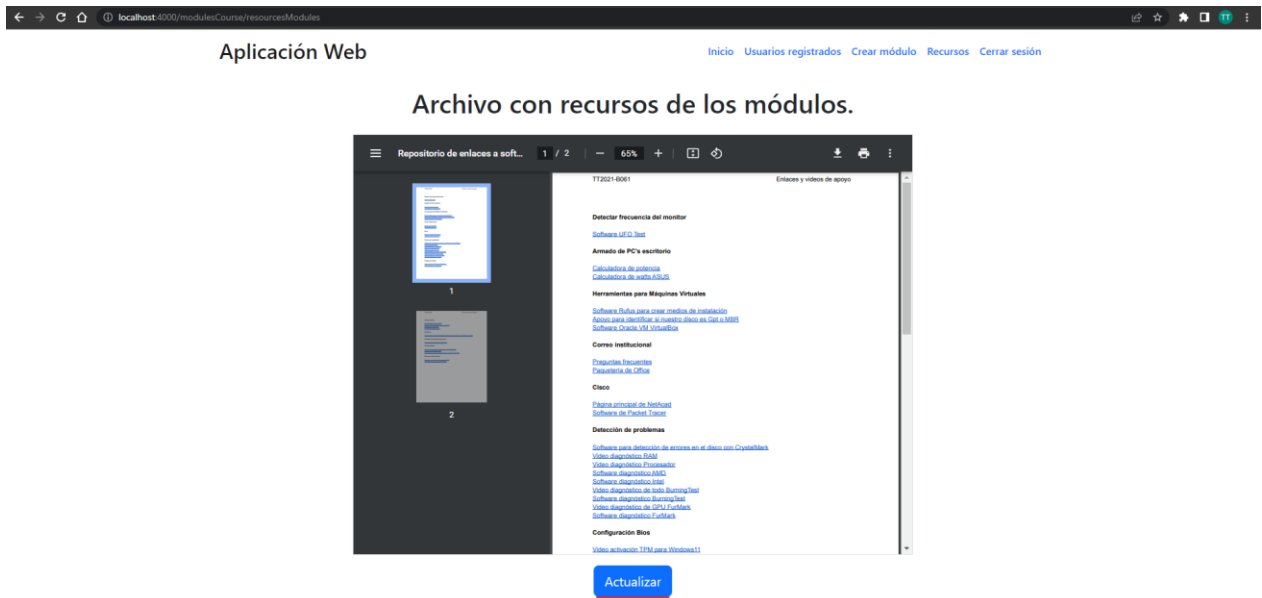 localhost:4000/modulesCourse/resourcesModules
TT
Aplicación Web
Inicio Usuarios registrados Crear módulo Recursos Cerrar sesión
Archivo con recursos de los módulos.
Repositorio de enlaces a soft... 1 / 2 65%
1
2
TT2021-B061 Enlaces y videos de apoyo
Detectar frecuencia del monitor
Software UFO Test
Armado de PC's escritorio
Calculadora de potencia
Calculadora de watts ASUS
Herramientas para Máquinas Virtuales
Software Rufus para crear medios de instalación
Apoyo para identificar si nuestro disco es Gpt o MBR
Software Oracle VM VirtualBox
Correo institucional
Preguntas frecuentes
Paquetería de Office
Cisco
Página principal de NetAcad
Software de Packet Tracer
Detección de problemas
Software para detección de errores en el disco con CrystalMark
Video diagnóstico RAM
Video diagnóstico Procesador
Software diagnóstico AMD
Software diagnóstico Intel
Video diagnóstico de todo BurningTest
Software diagnóstico BurningTest
Video diagnóstico de GPU FurMark
Software diagnóstico FurMark
Configuración Bios
Video activación TPM para Windows11
Actualizar